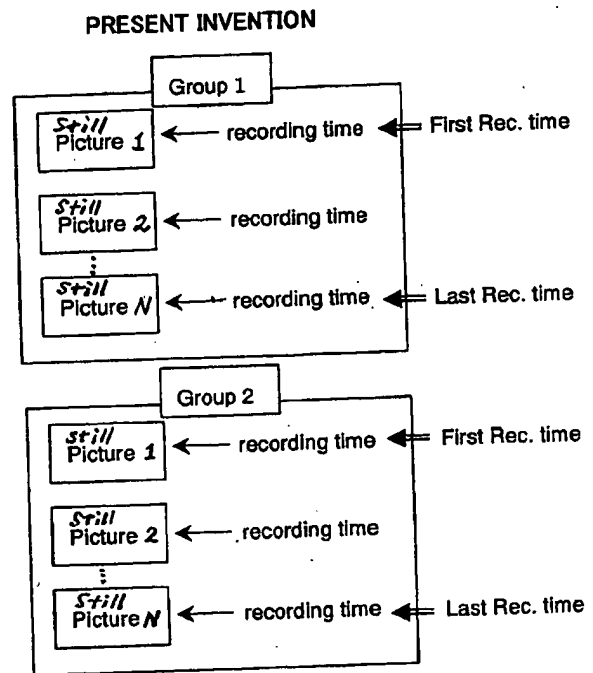 PRESENT INVENTION
Group 1
Still
Picture 1 recording time First Rec. time
Still
Picture 2 recording time
Still
Picture N recording time Last Rec. time
Group 2
still
Picture 1 recording time First Rec. time
Still
Picture 2 recording time
Still
Picture N recording time Last Rec. time